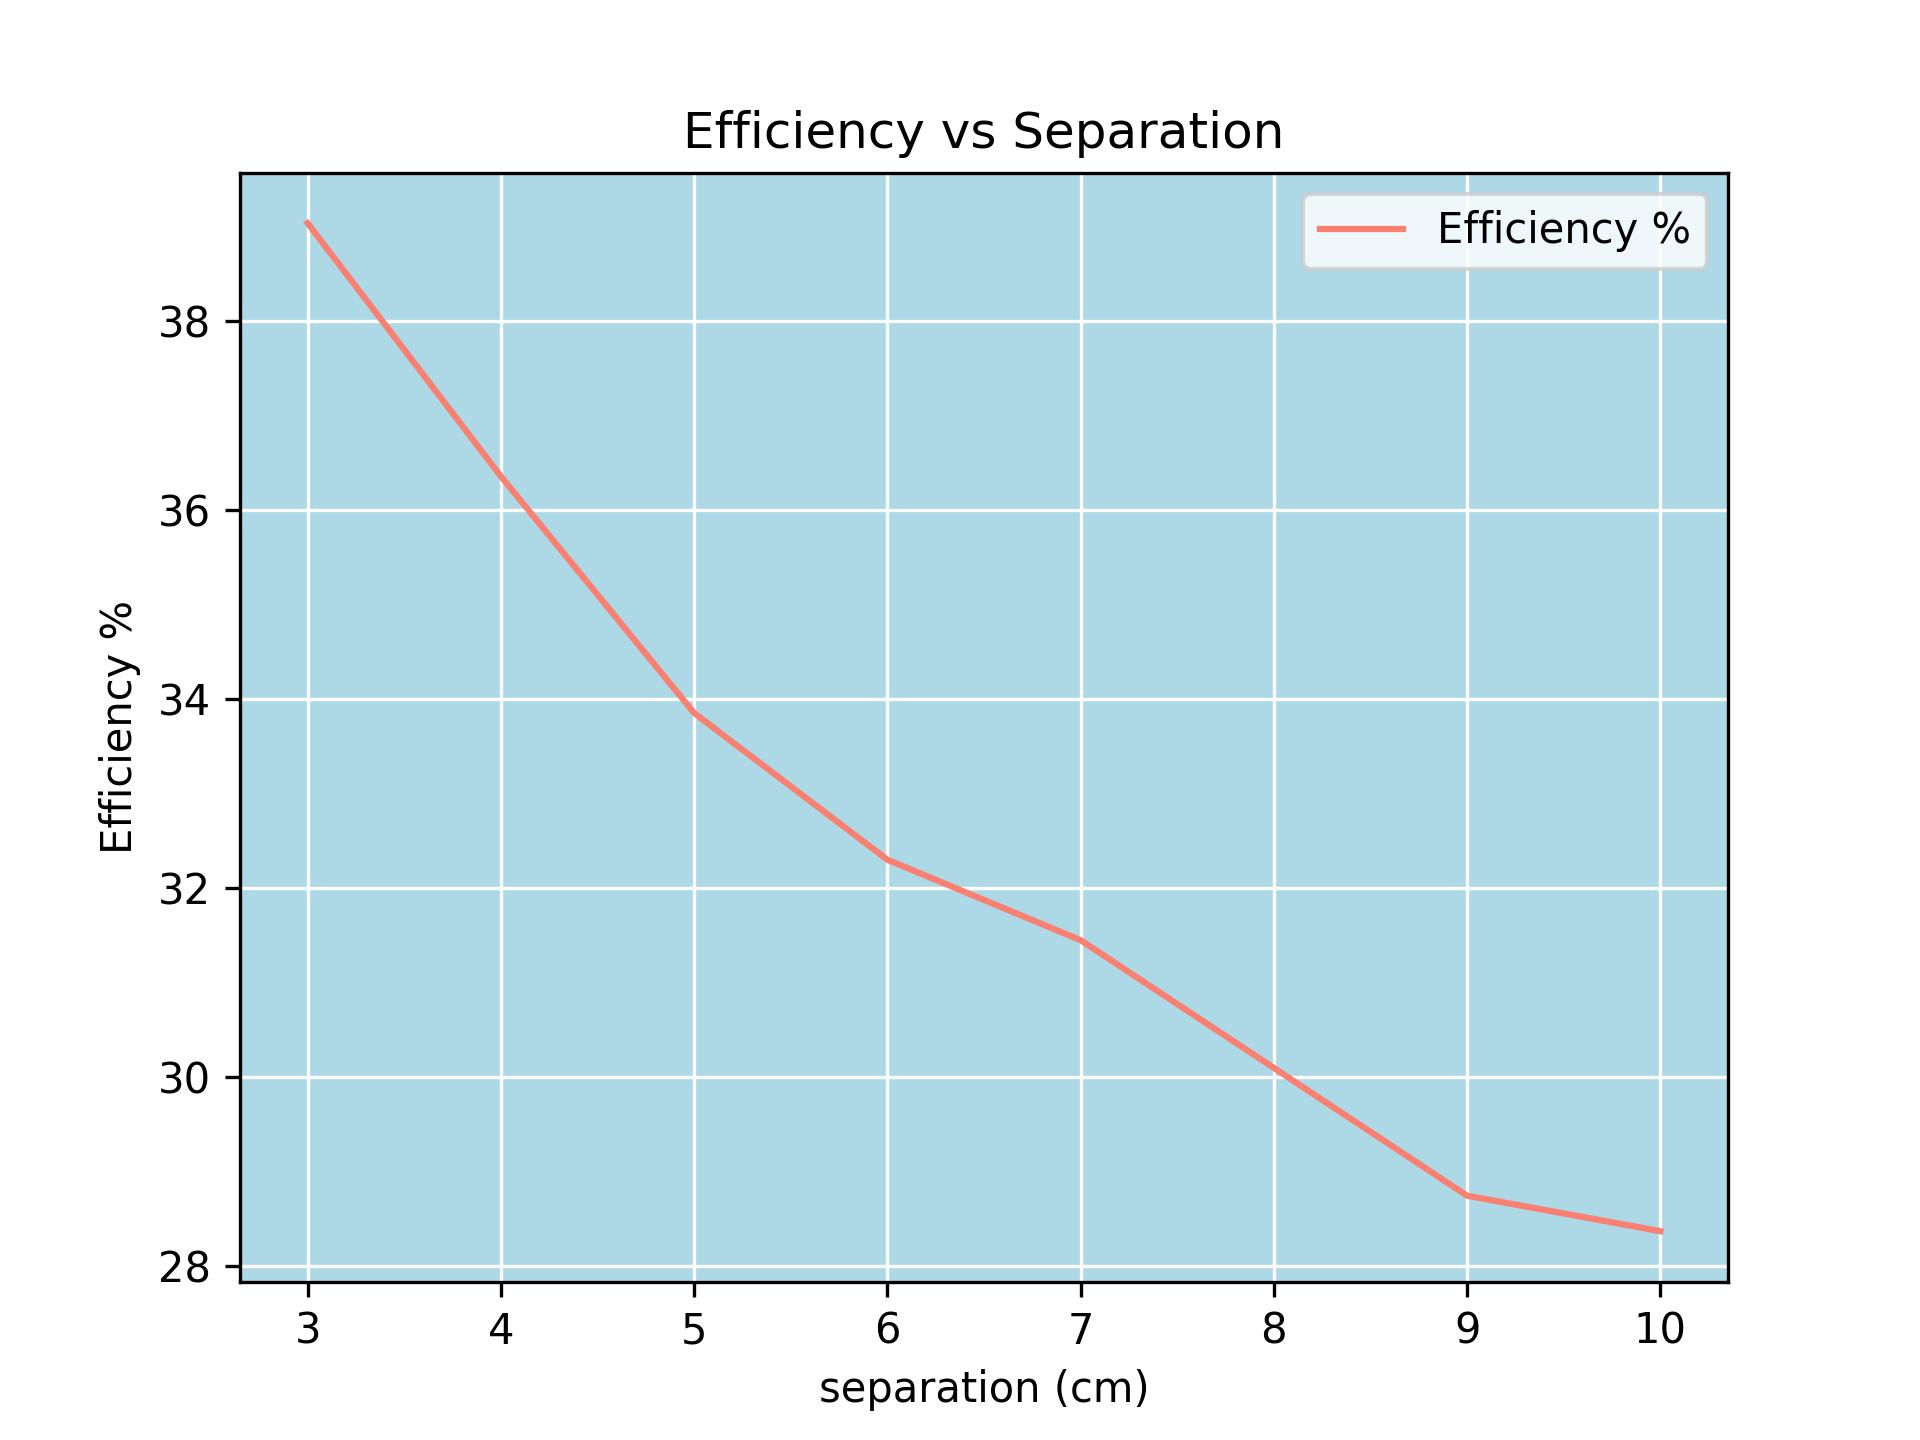 Efficiency vs Separation
Efficiency %
38
36
34
32
30
28
Efficiency %
3 4 5 6 7 8 9 10
separation (cm)